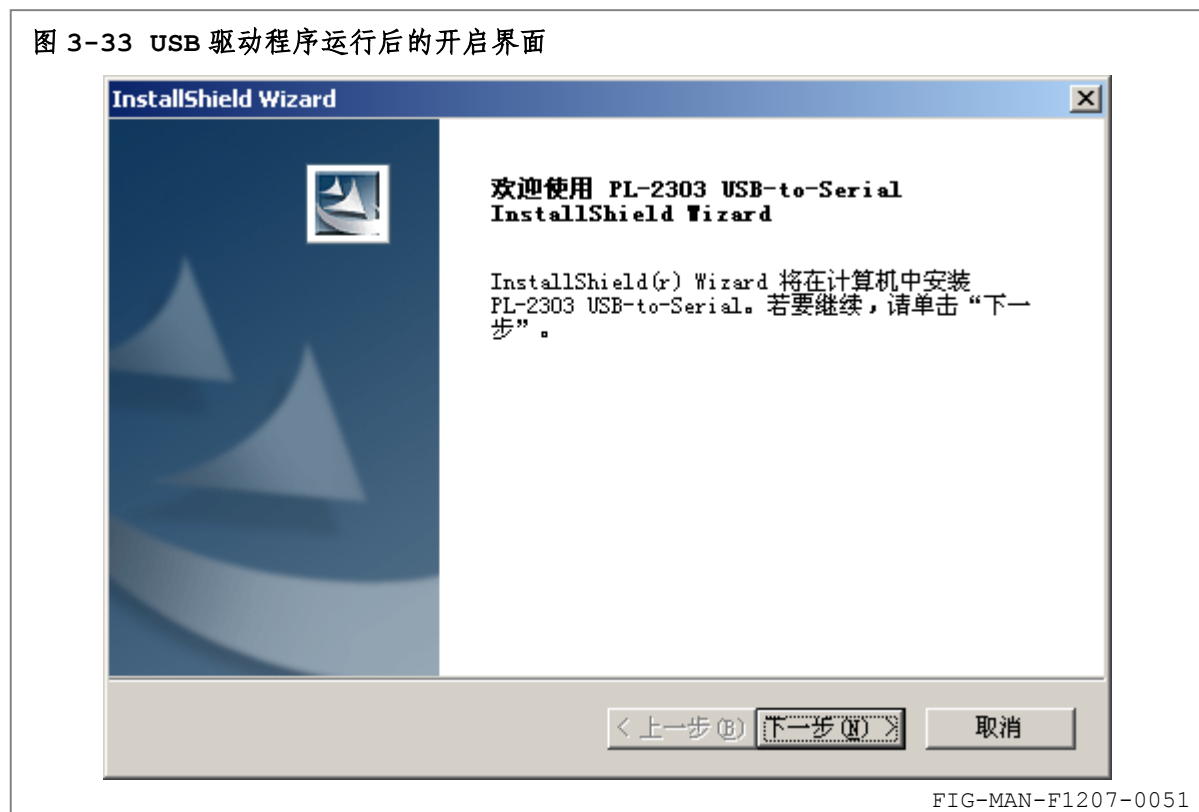 图 3-33 USB 驱动程序运行后的开启界面
InstallShield Wizard
欢迎使用 PL-2303 USB-to-Serial
InstallShield Wizard
InstallShield(r) Wizard 将在计算机中安装
PL-2303 USB-to-Serial。若要继续，请单击“下一
步”。
< 上一步(B) 下一步(N) > 取消
FIG-MAN-F1207-0051